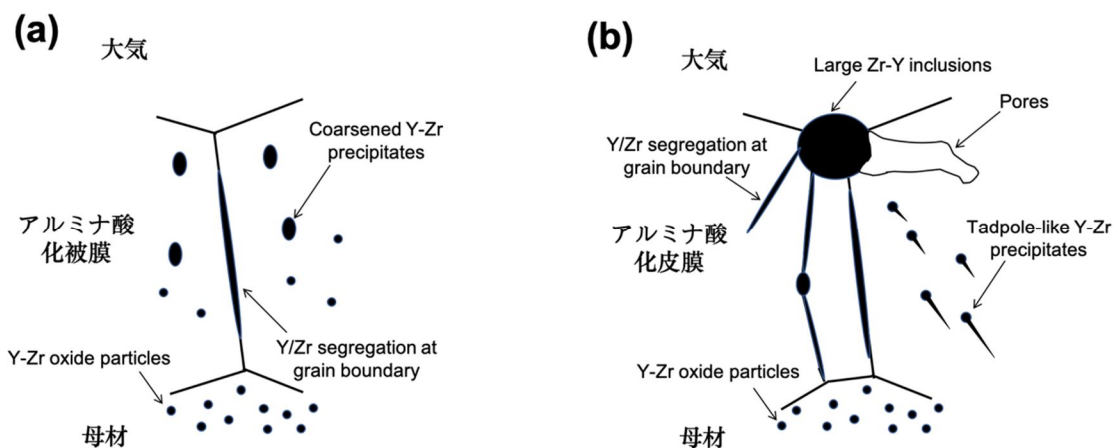 (a)
大気
Coarsened Y-Zr
precipitates
アルミナ酸
化被膜
Y-Zr oxide particles
Y/Zr segregation at
grain boundary
母材
(b)
大気
Large Zr-Y inclusions
Pores
Y/Zr segregation at
grain boundary
アルミナ酸
化皮膜
Tadpole-like Y-Zr
precipitates
Y-Zr oxide particles
母材